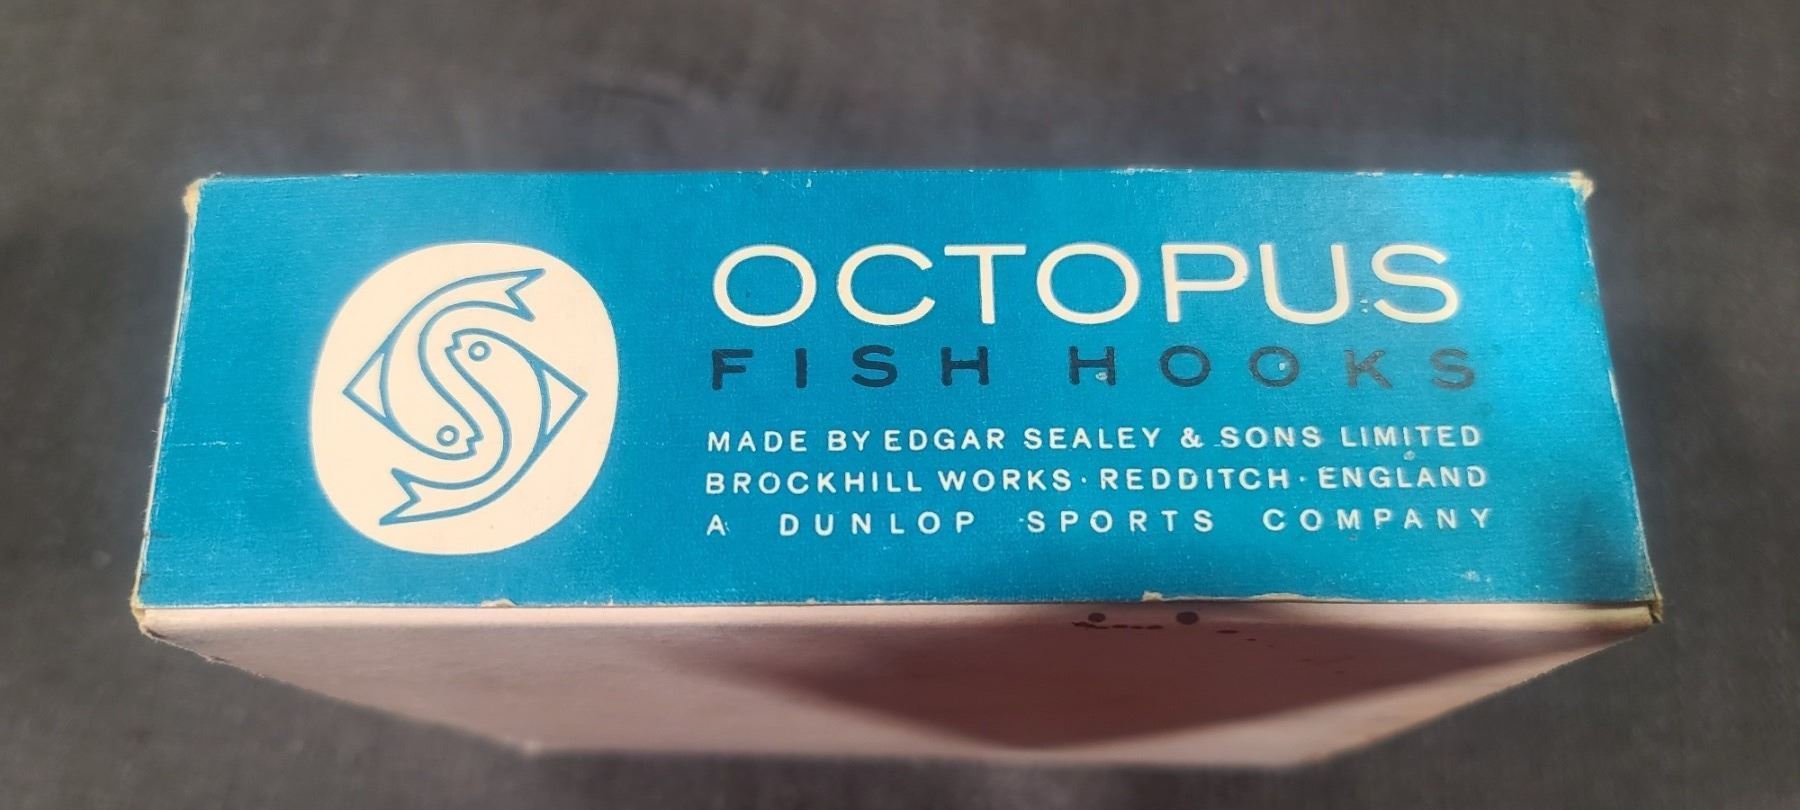 OCTOPUS
FISH HOOKS
MADE BY EDGAR SEALEY & SONS LIMITED
BROCKHILL WORKS · REDDITCH · ENGLAND
A DUNLOP SPORTS COMPANY